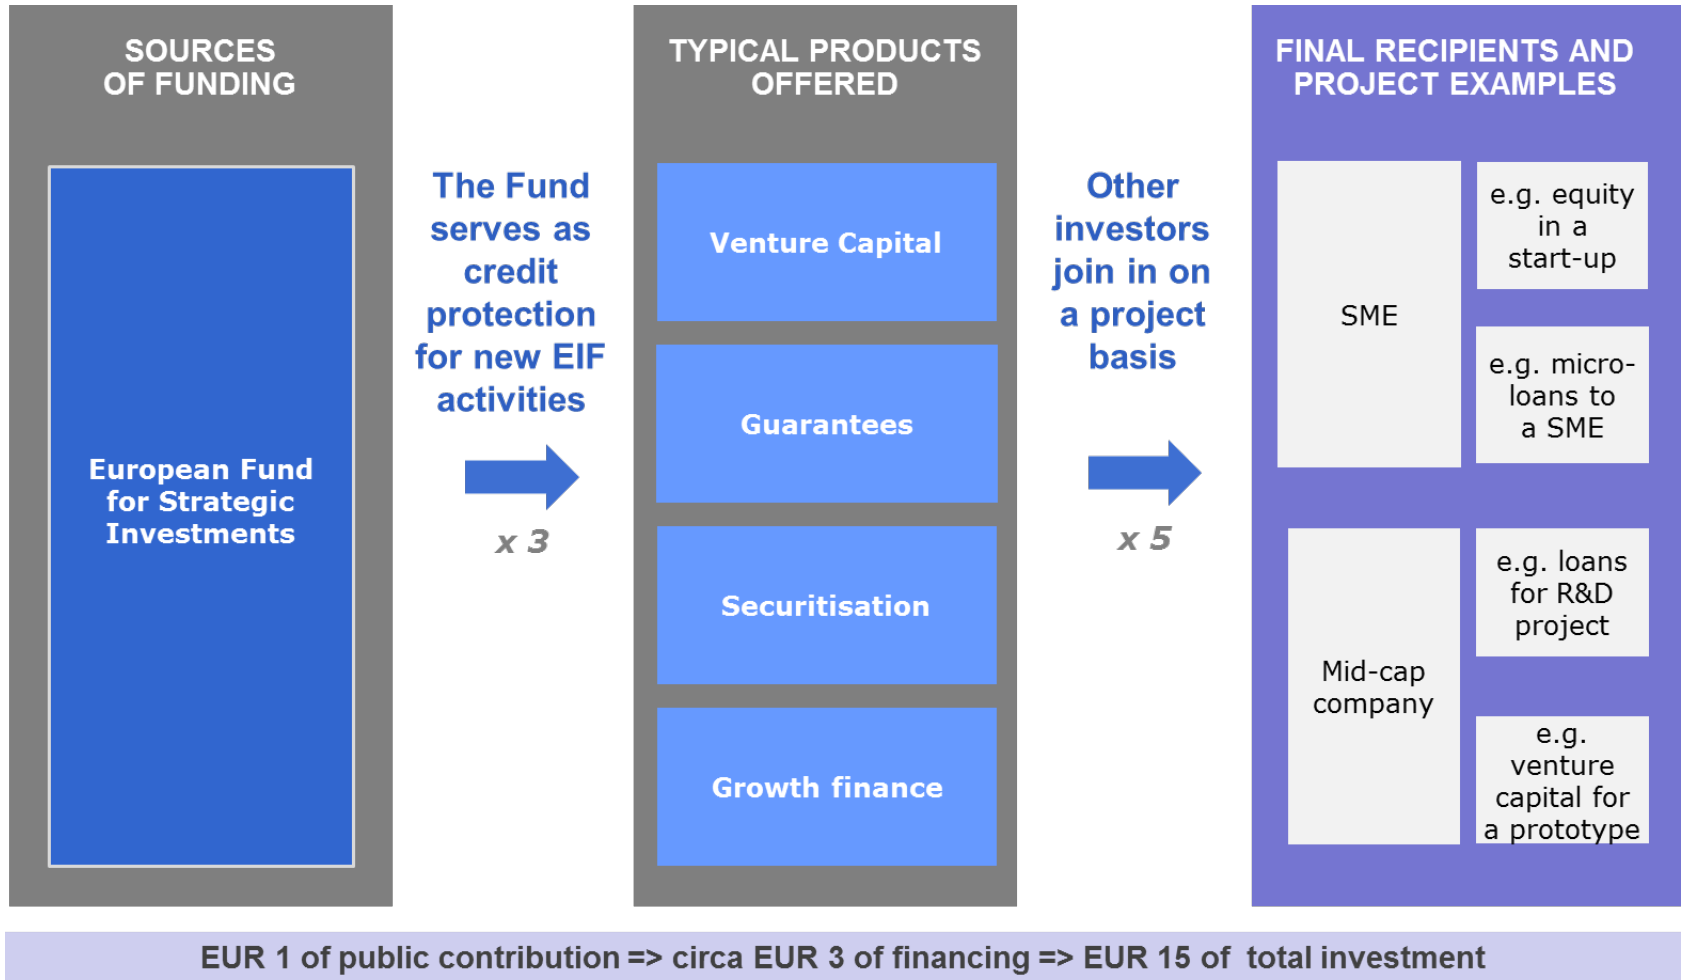 SOURCES
OF FUNDING
European Fund
for Strategic
Investments
The Fund
serves as
credit
protection
for new EIF
activities
x 3
TYPICAL PRODUCTS
OFFERED
Venture Capital
Guarantees
Securitisation
Growth finance
Other
investors
join in on
a project
basis
x 5
FINAL RECIPIENTS AND
PROJECT EXAMPLES
SME
e.g. equity
in a
start-up
e.g. micro-
loans to
a SME
Mid-cap
company
e.g. loans
for R&D
project
e.g.
venture
capital for
a prototype
EUR 1 of public contribution => circa EUR 3 of financing => EUR 15 of total investment